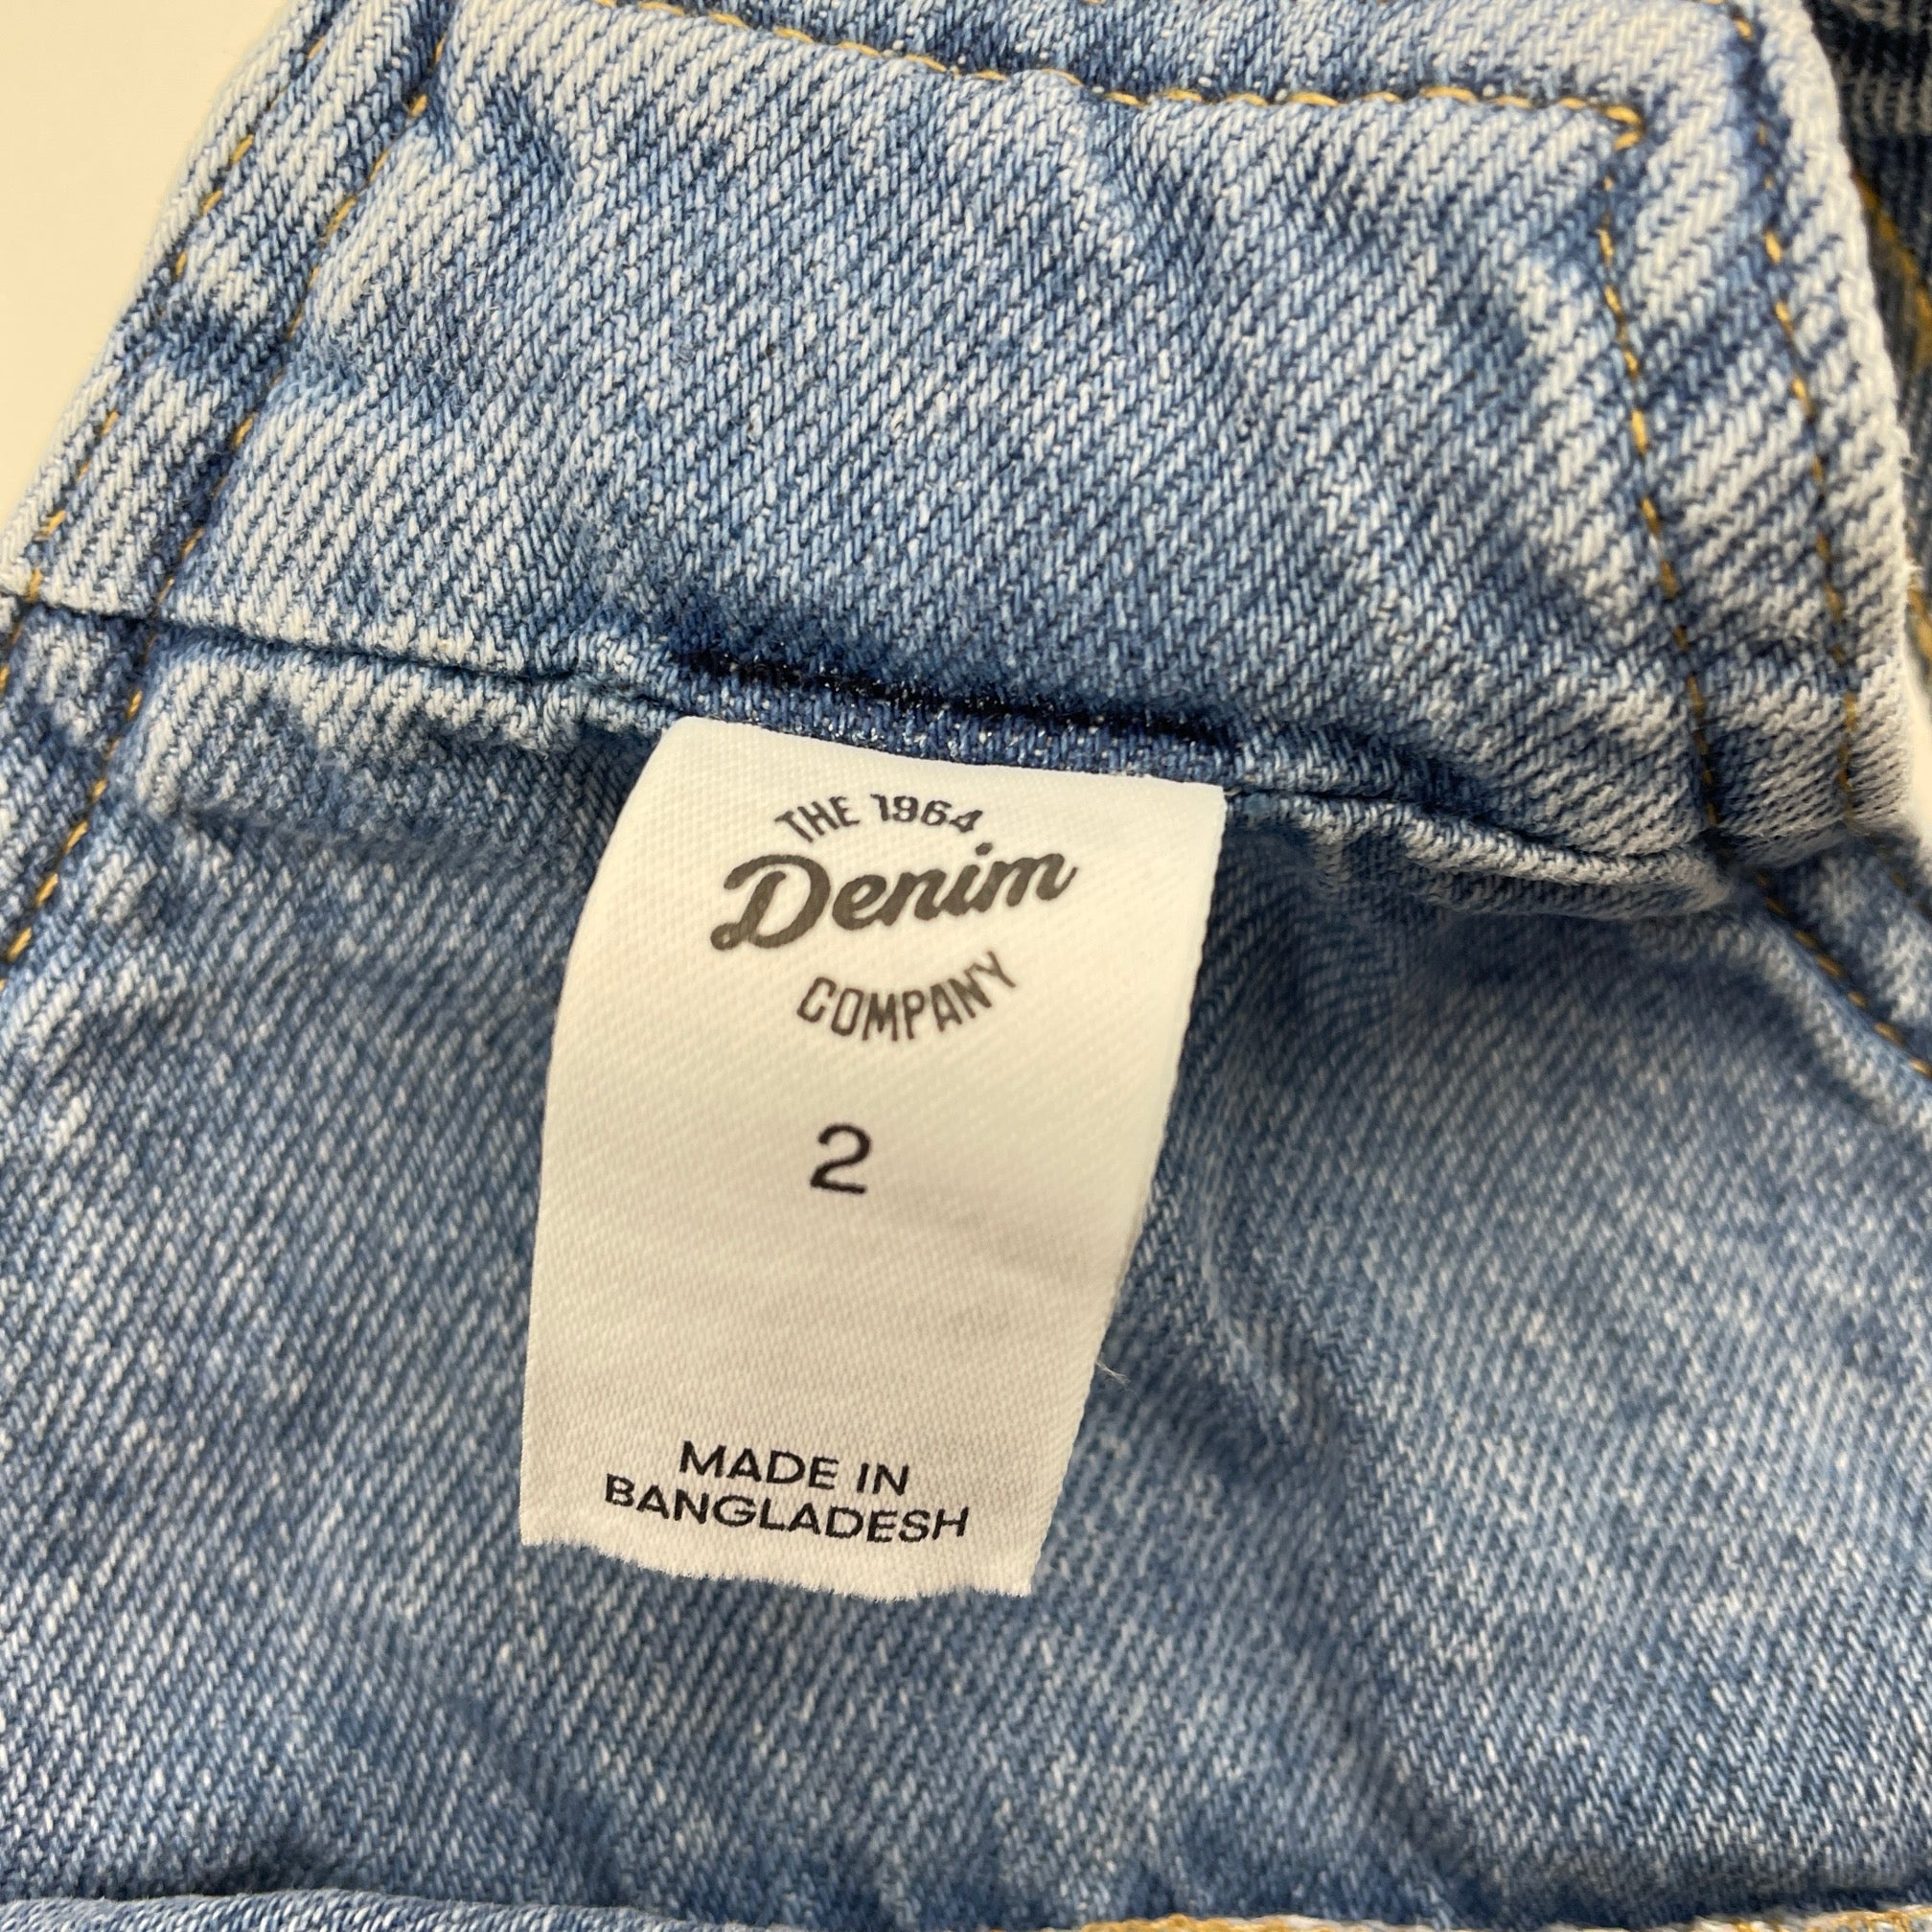 THE 1964
Denim
COMPANY
2
MADE IN
BANGLADESH